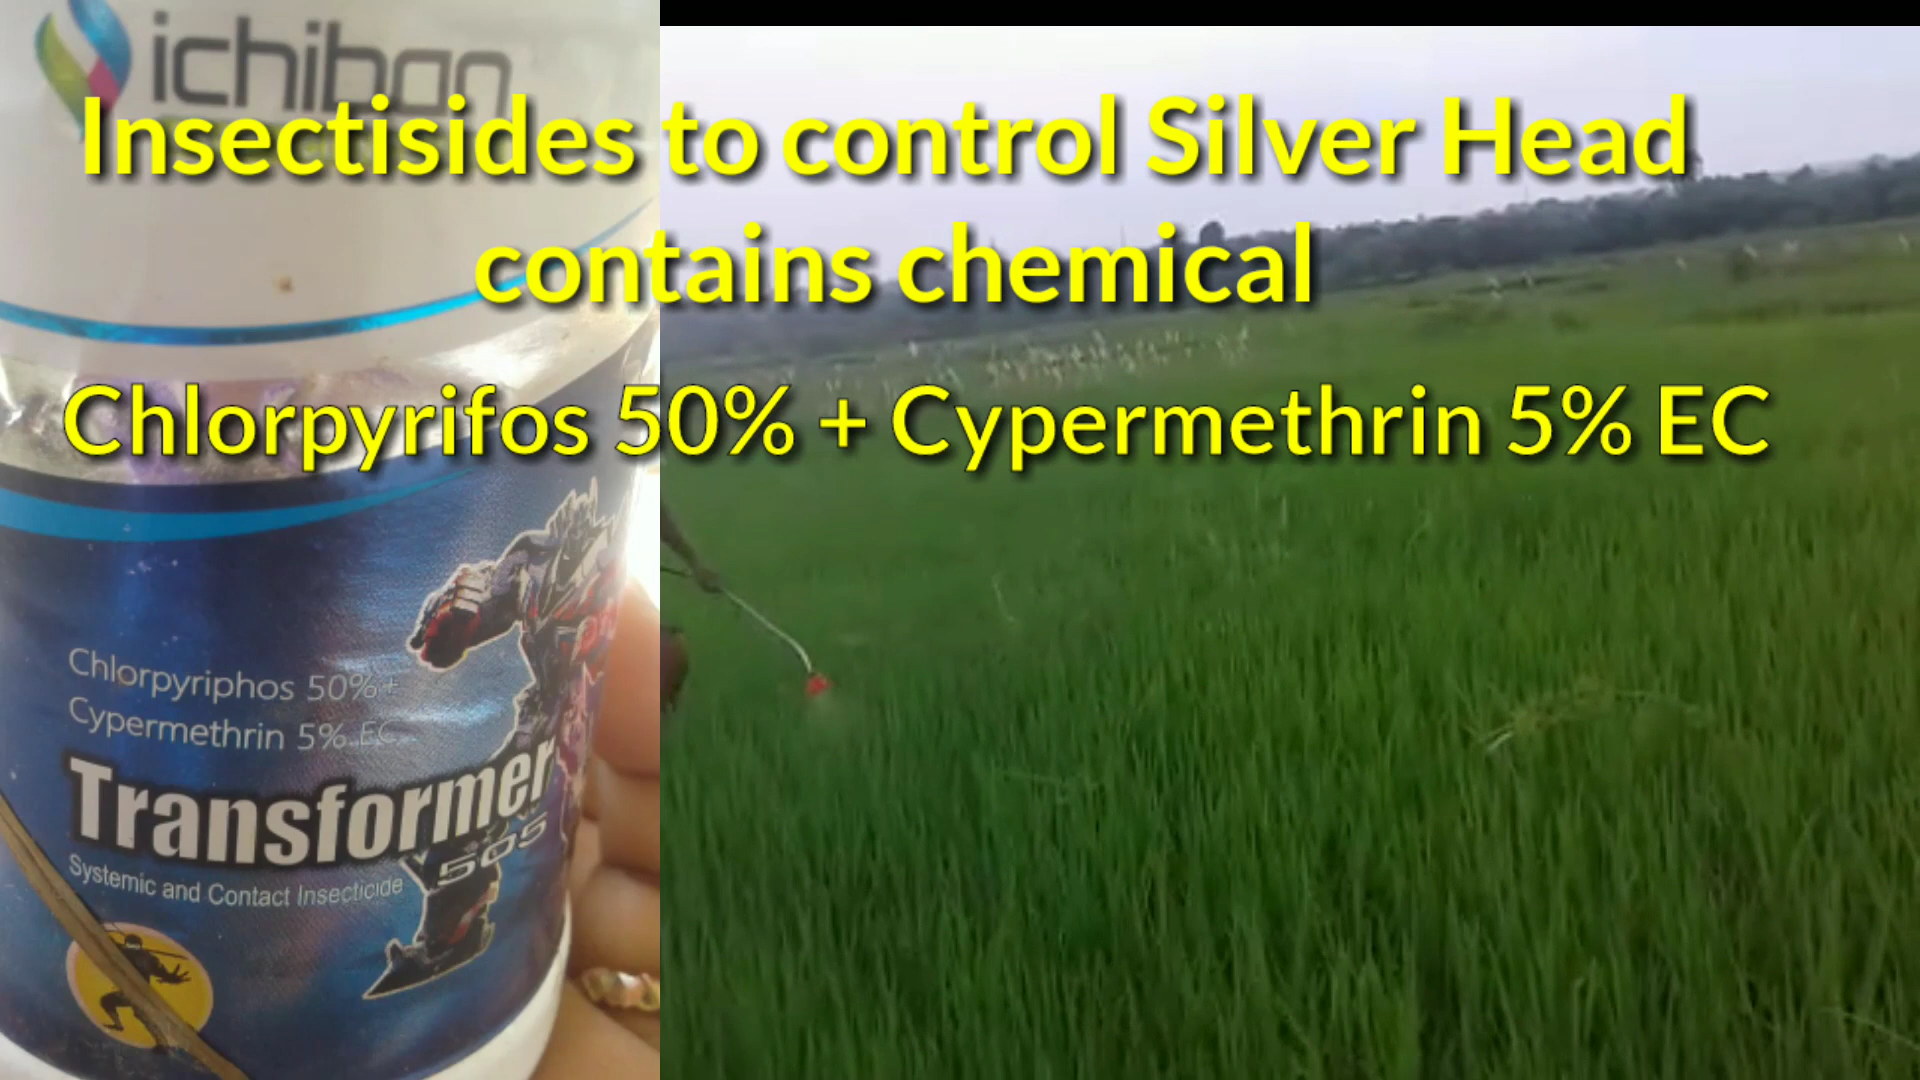 ichiban
Insectisides to control Silver Head
contains chemical
Chlorpyrifos 50% + Cypermethrin 5% EC
Chlorpyriphos 50% +
Cypermethrin 5% EC
Transformer
505
Systemic and Contact Insecticide